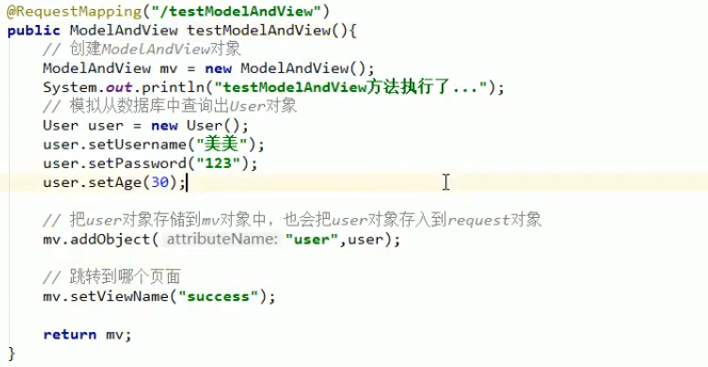 @RequestMapping("/testModelAndView")
public ModelAndView testModelAndView(){
// 创建ModelAndView对象
ModelAndView mv = new ModelAndView();
System.out.println("testModelAndView方法执行了...");
// 模拟从数据库中查询出User对象
User user = new User();
user.setUsername("美美");
user.setPassword("123");
user.setAge(30);
// 把user对象存储到mv对象中，也会把user对象存入到request对象
mv.addObject( attributeName: "user",user);
// 跳转到哪个页面
mv.setViewName("success");
return mv;
}